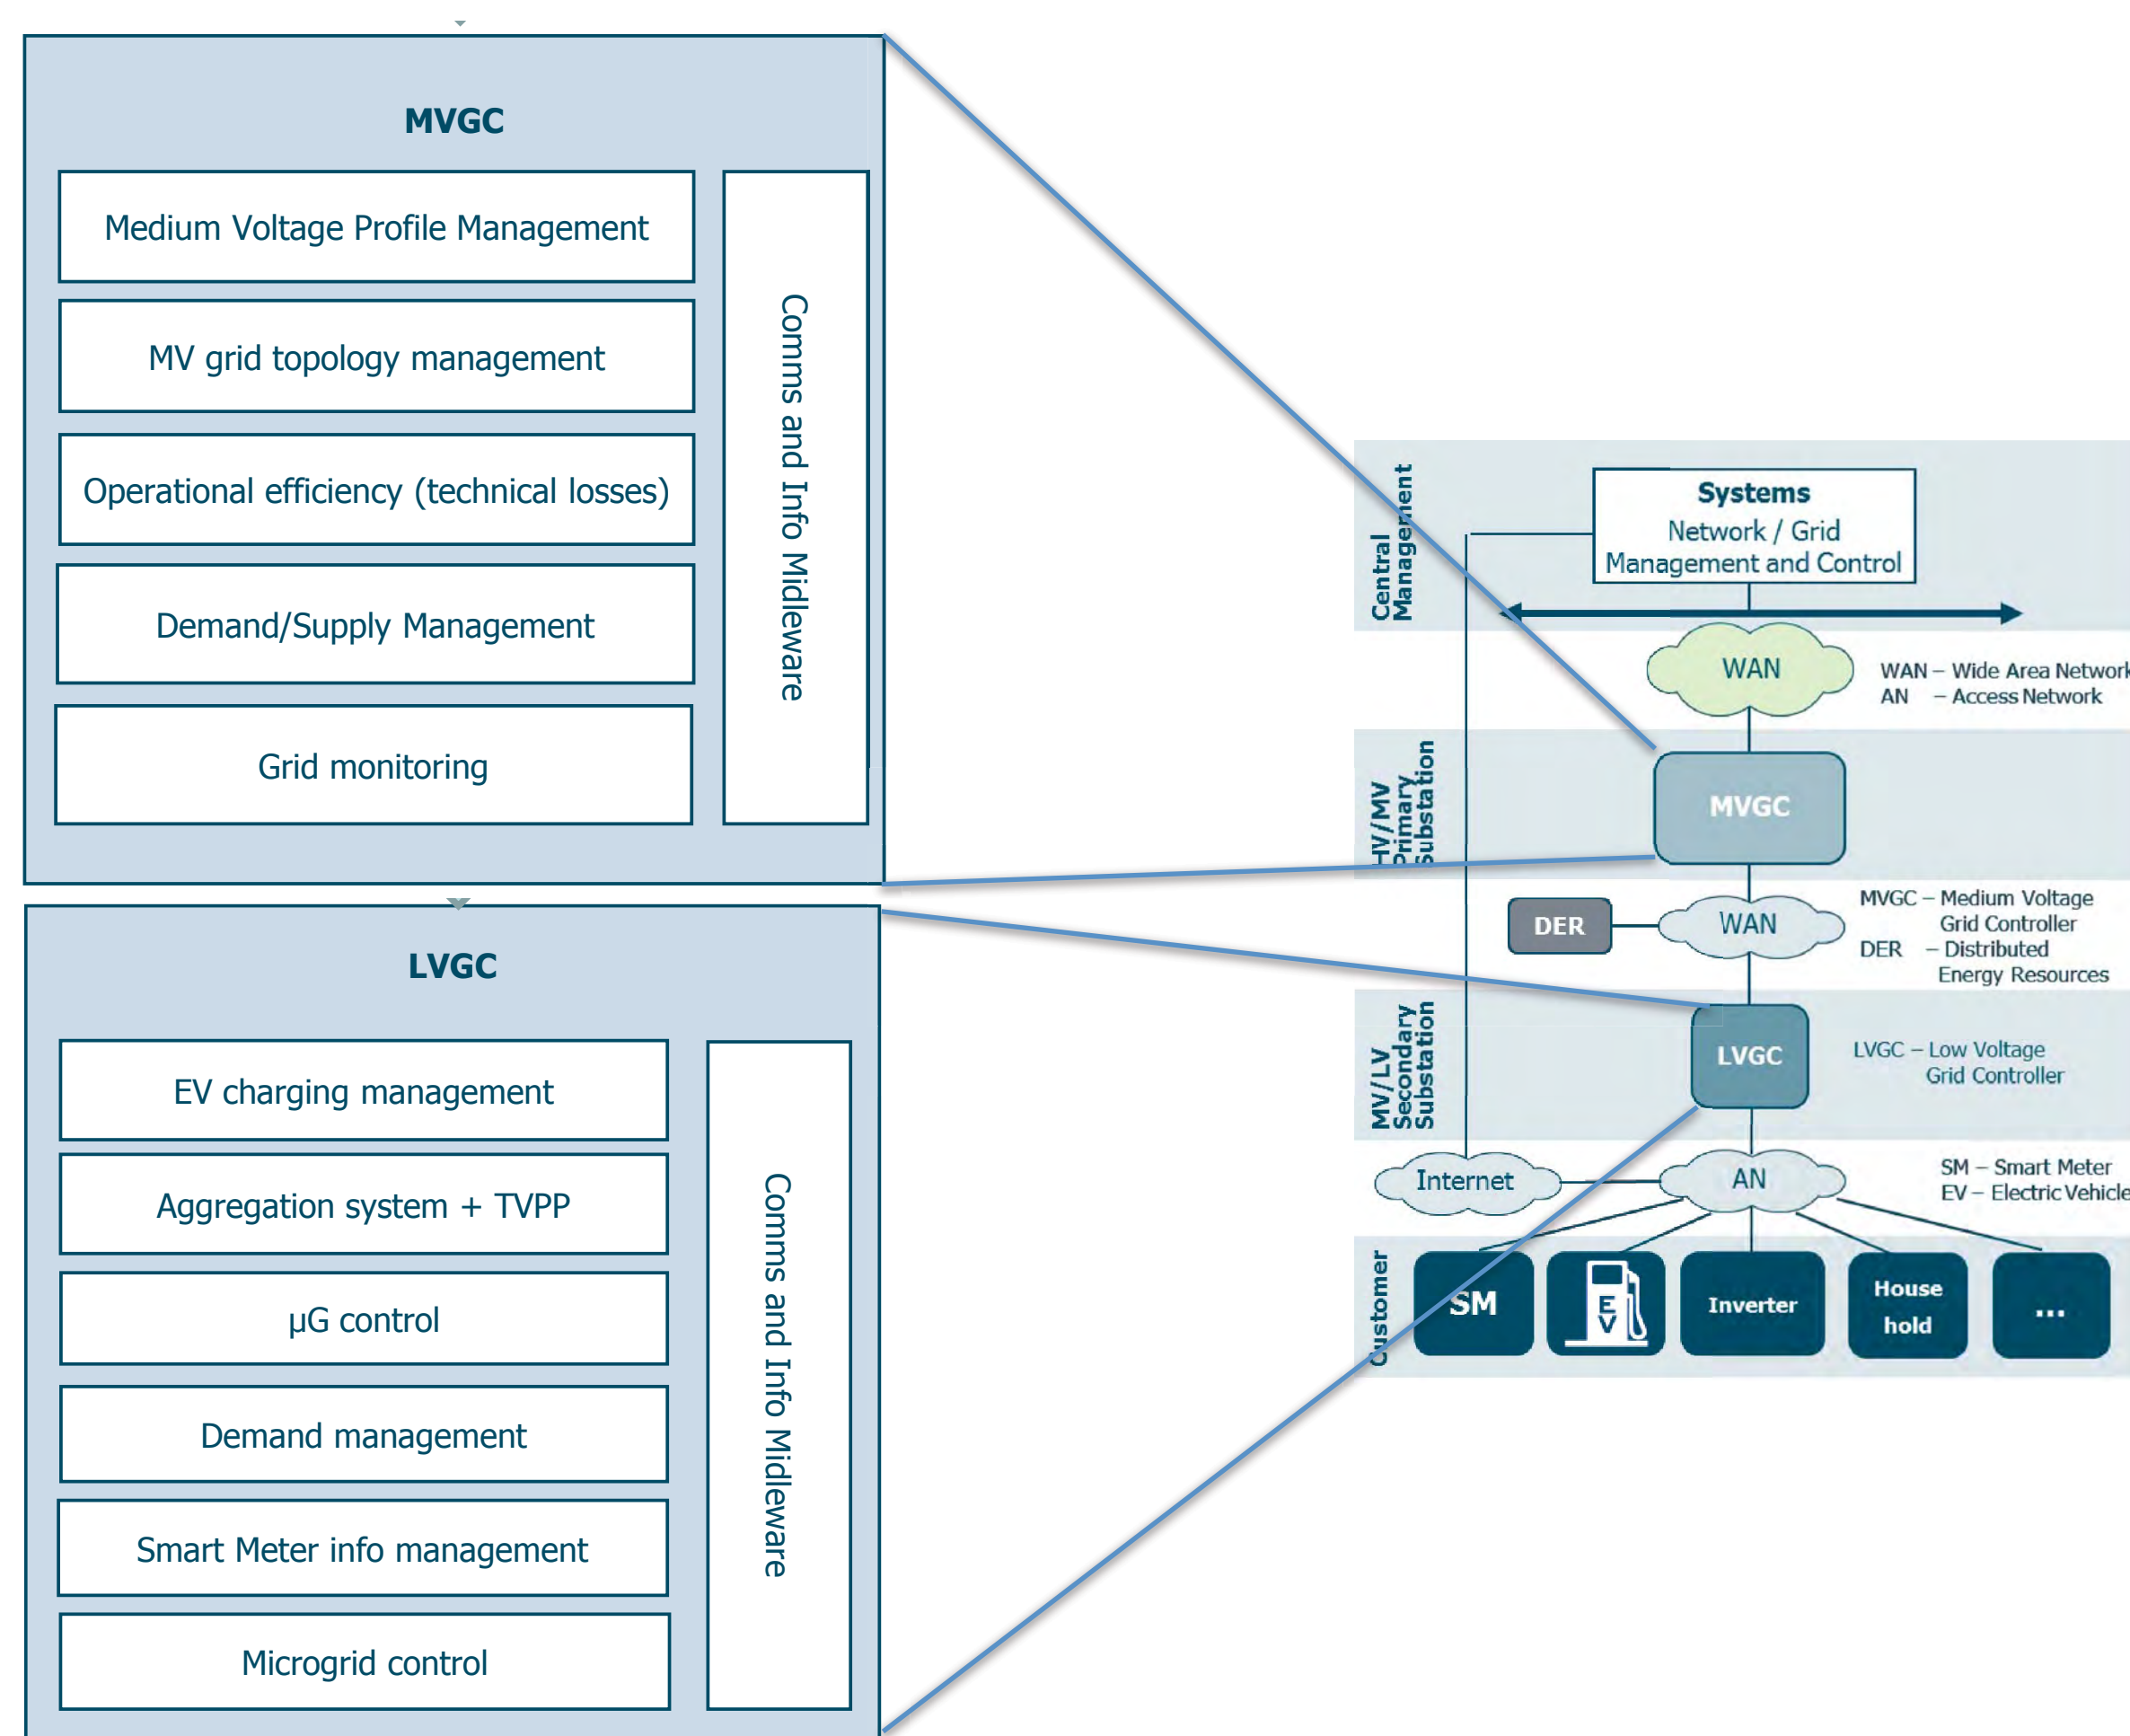 MVGC
Medium Voltage Profile Management
MV grid topology management
Operational efficiency (technical losses)
Demand/Supply Management
Grid monitoring
Comms and Info Midleware
LVGC
EV charging management
Aggregation system + TVPP
µG control
Demand management
Smart Meter info management
Microgrid control
Comms and Info Midleware
Central
Management
Systems
Network / Grid
Management and Control
WAN
WAN – Wide Area Network
AN – Access Network
HV/MV
Primary
Substation
MVGC
DER
WAN
MVGC – Medium Voltage
Grid Controller
DER – Distributed
Energy Resources
MV/LV
Secondary
Substation
LVGC
LVGC – Low Voltage
Grid Controller
Internet
AN
SM – Smart Meter
EV – Electric Vehicle
Customer
SM
E
V
Inverter
House
hold
...